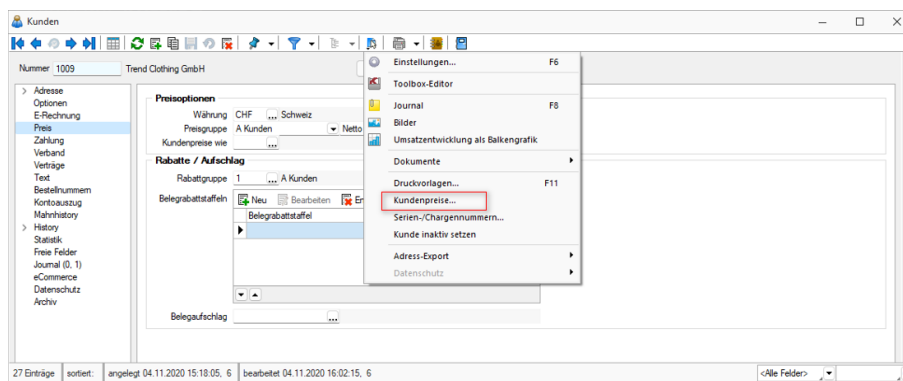 Kunden
Nummer 1009 Trend Clothing GmbH
Adresse
Optionen
E-Rechnung
Preis
Zahlung
Verband
Verträge
Text
Bestellnummern
Kontoauszug
Mahnhistory
History
Statistik
Freie Felder
Journal (0, 1)
eCommerce
Datenschutz
Archiv
Preisoptionen
Währung CHF ... Schweiz
Preisgruppe A Kunden Netto
Kundenpreise wie ...
Rabatte / Aufschlag
Rabattgruppe 1 ... A Kunden
Belegrabattstaffeln Neu Bearbeiten
Belegrabattstaffel
Belegaufschlag ...
Einstellungen... F6
Toolbox-Editor
Journal F8
Bilder
Umsatzentwicklung als Balkengrafik
Dokumente
Druckvorlagen... F11
Kundenpreise...
Serien-/Chargennummern...
Kunde inaktiv setzen
Adress-Export
Datenschutz
27 Einträge sortiert: angelegt 04.11.2020 15:18:05, 6 bearbeitet 04.11.2020 16:02:15, 6 <Alle Felder>